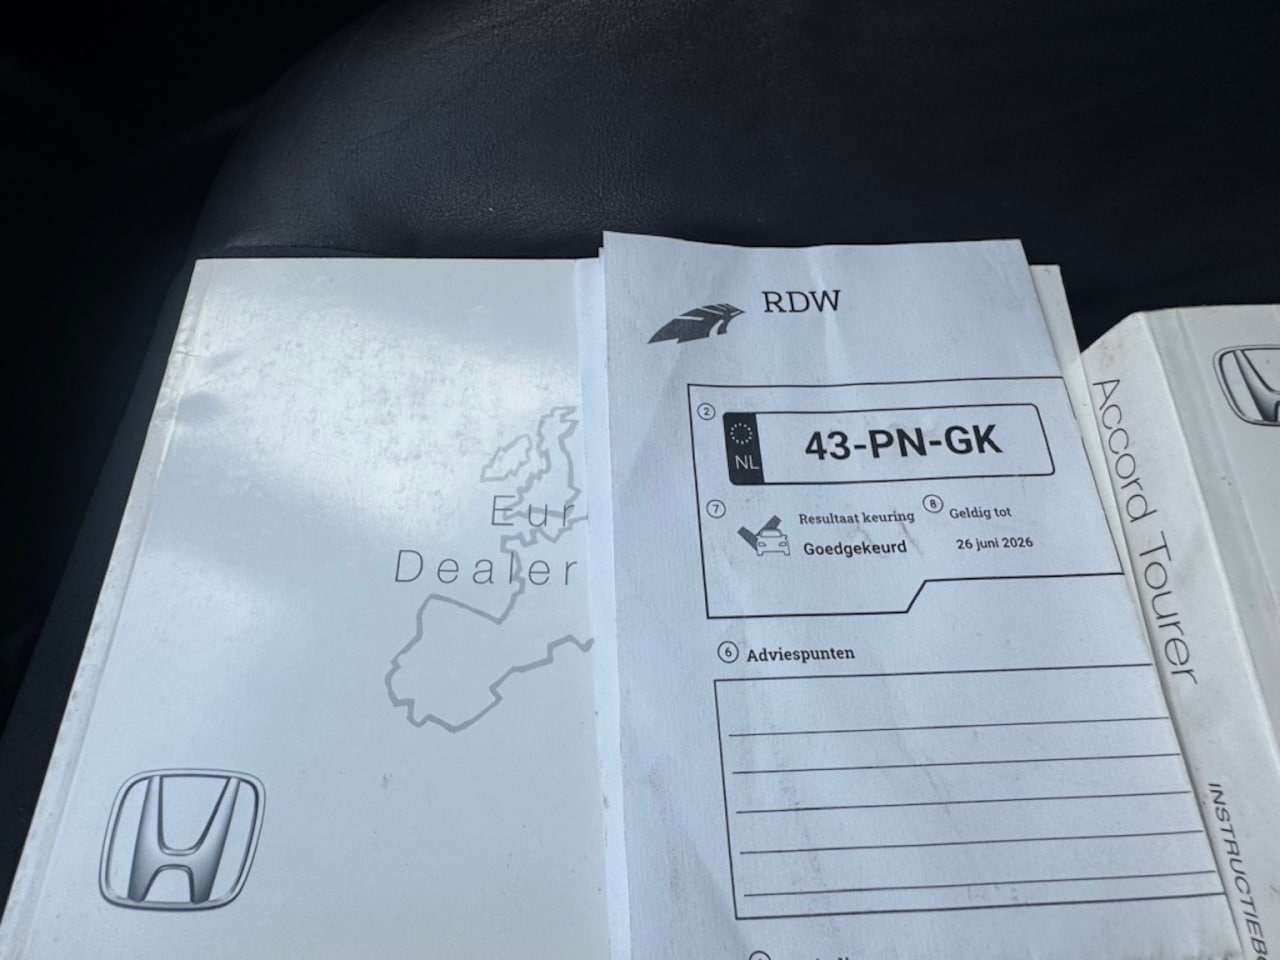 Eur
Dealer
RDW
2
NL
43-PN-GK
7
Resultaat keuring
Goedgekeurd
8
Geldig tot
26 juni 2026
6
Adviespunten
Accord Tourer